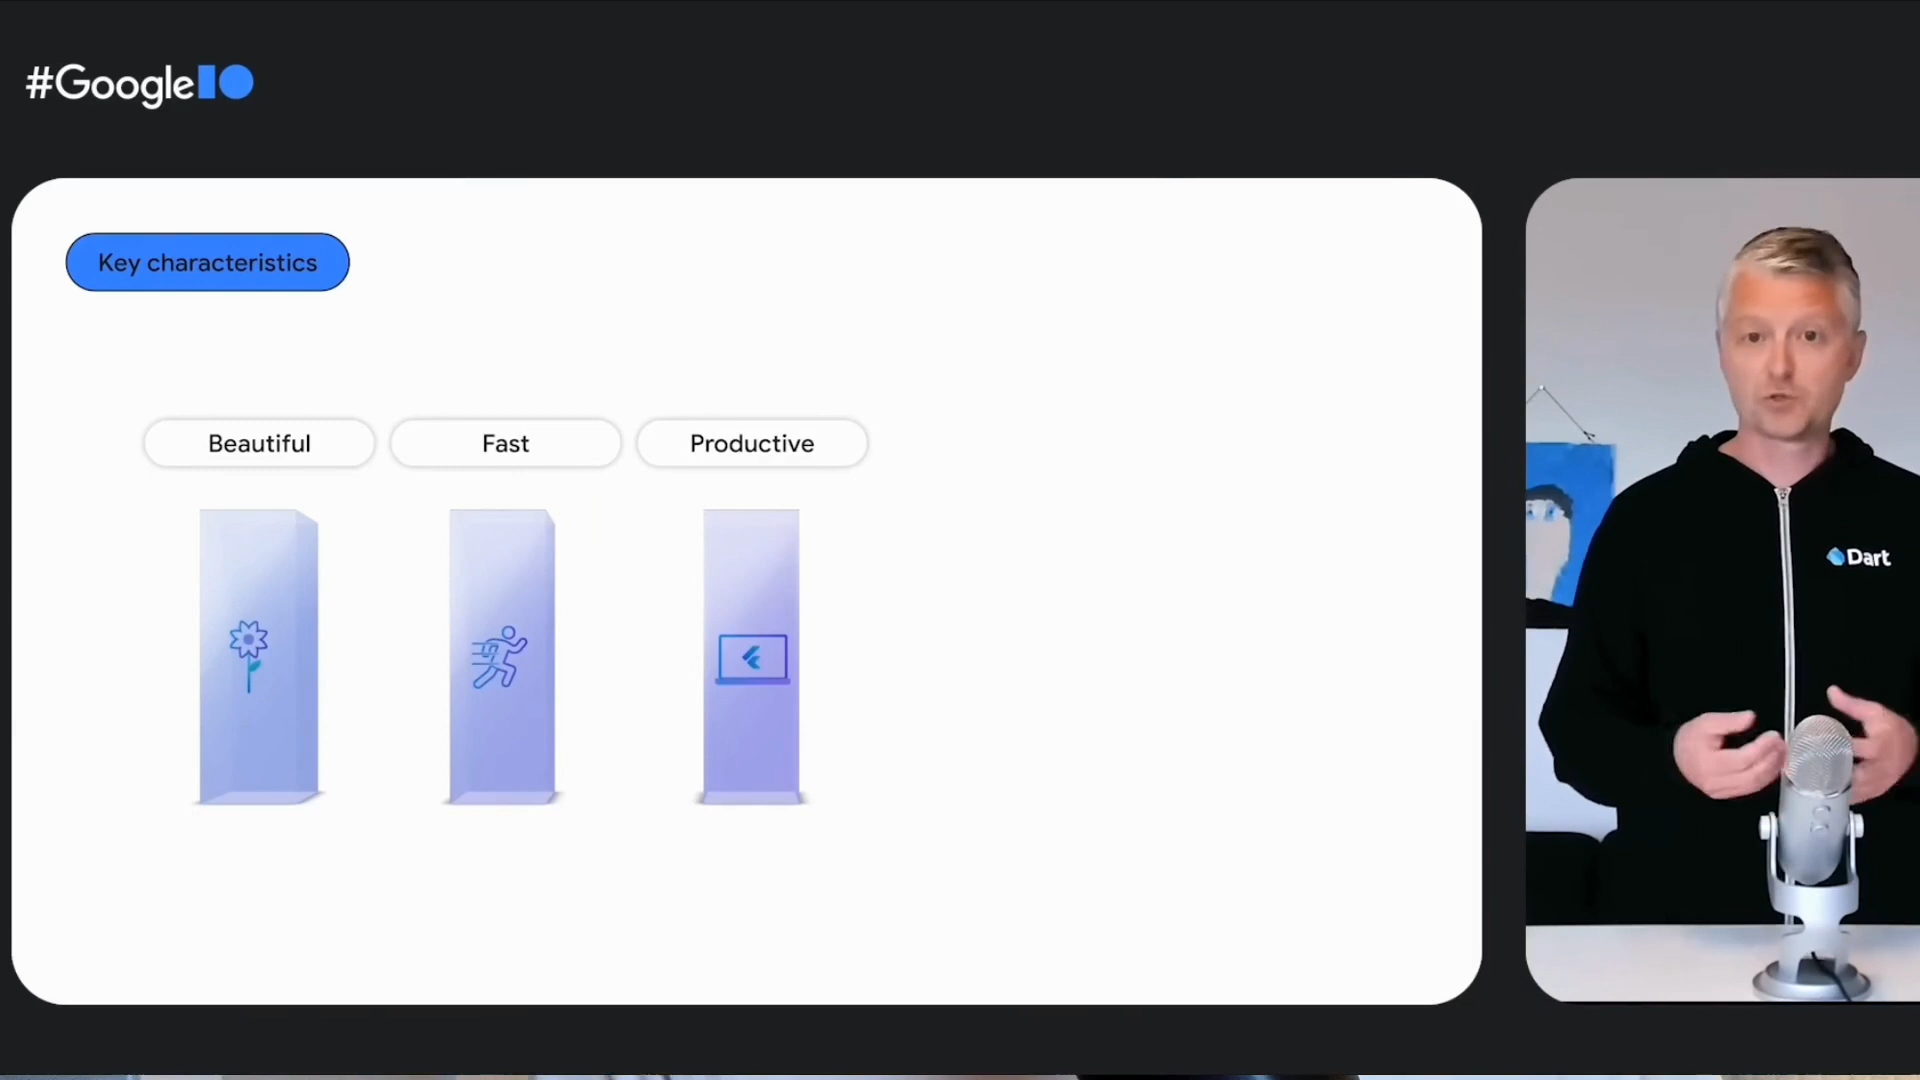 #GoogleIO
Key characteristics
Beautiful
Fast
Productive
Dart